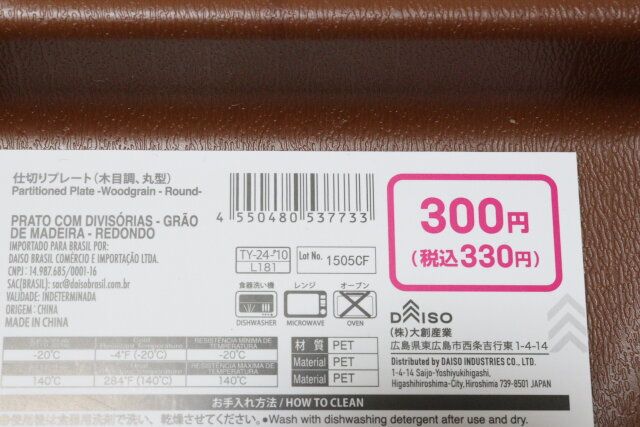 仕切りプレート(木目調、丸型)
Partitioned Plate -Woodgrain - Round-
PRATO COM DIVISÓRIAS - GRÃO
DE MADEIRA - REDONDO
IMPORTADO PARA BRASIL POR:
DAISO BRASIL COMÉRCIO E IMPORTAÇÃO LTDA.
CNPJ : 14.987.685/0001-16
SAC(BRASIL): sac@daisobrasil.com.br
VALIDADE: INDETERMINADA
ORIGEM : CHINA
MADE IN CHINA
4 550480 537733
TY-24-*10
L181
Lot No. 1505CF
食器洗い機
DISHWASHER
レンジ
MICROWAVE
オーブン
OVEN
300円
(税込330円)
DAISO
(株)大創産業
広島県東広島市西条吉行東1-4-14
Distributed by DAISO INDUSTRIES CO., LTD.
1-4-14 Saijo-Yoshiyukihigashi,
Higashihiroshima-City, Hiroshima 739-8501 JAPAN
RESISTÊNCIA MÍNIMA DE
TEMPERATURA
-20℃
-4°F (-20℃)
-20℃
RESISTÊNCIA MÁXIMA DE
TEMPERATURA
140℃
284°F (140℃)
140℃
材 質 PET
Material PET
Material PET
お手入れ方法 / HOW TO CLEAN
洗い、乾燥させてください。●Wash with dishwashing detergent after use and dry.